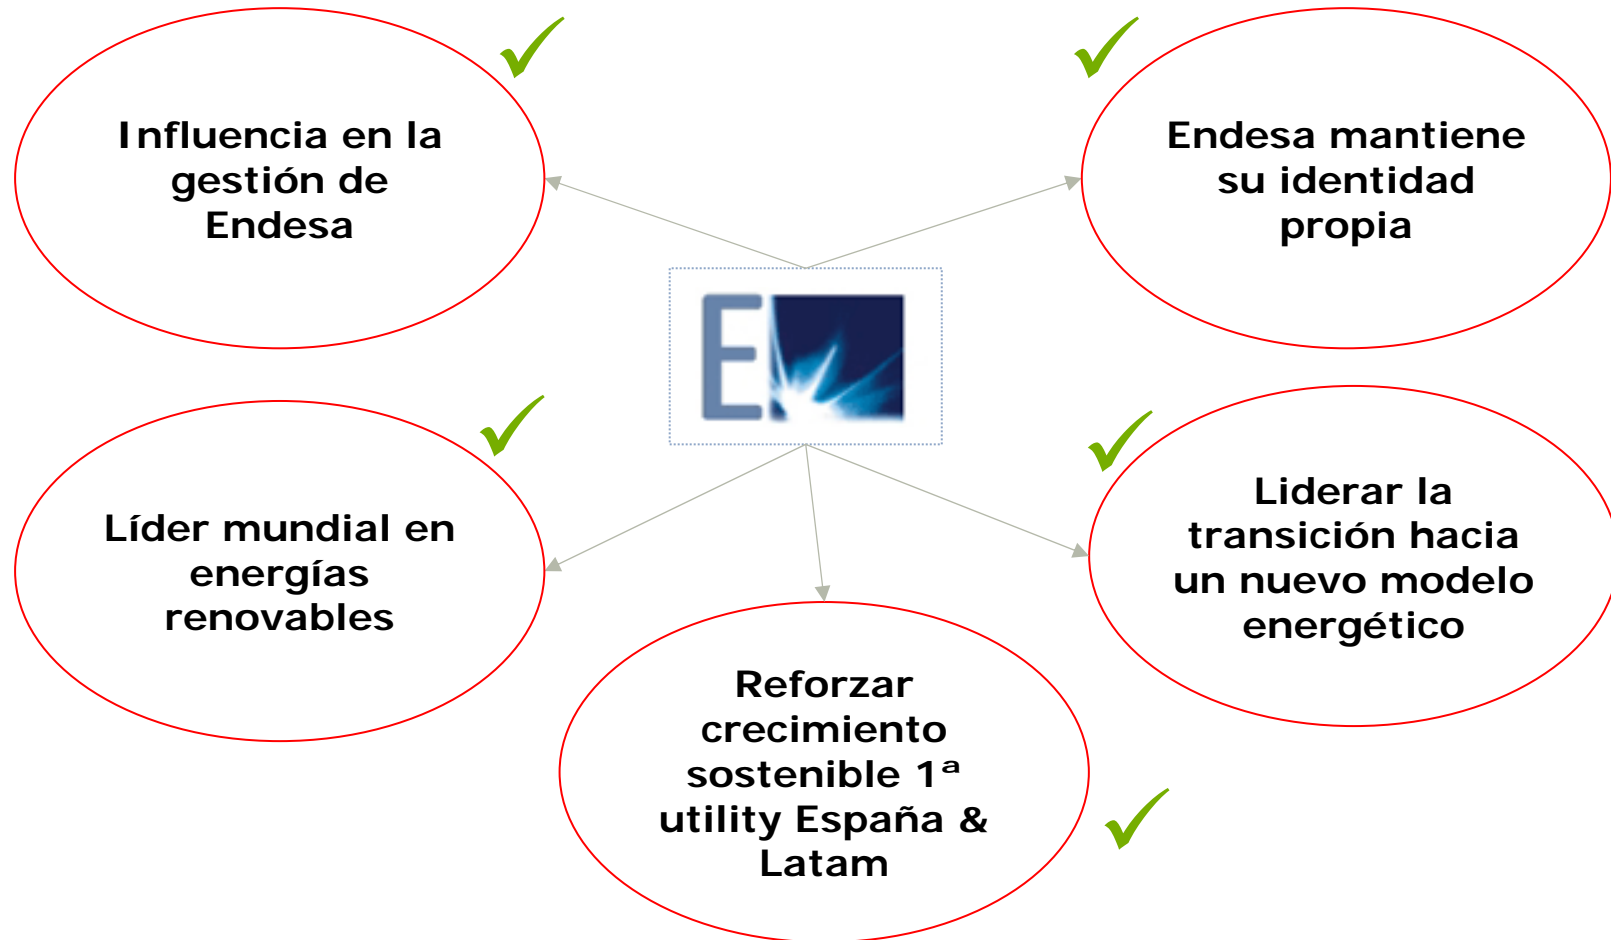 Influencia en la
gestión de
Endesa
Endesa mantiene
su identidad
propia
E
Líder mundial en
energías
renovables
Liderar la
transición hacia
un nuevo modelo
energético
Reforzar
crecimiento
sostenible 1ª
utility España &
Latam